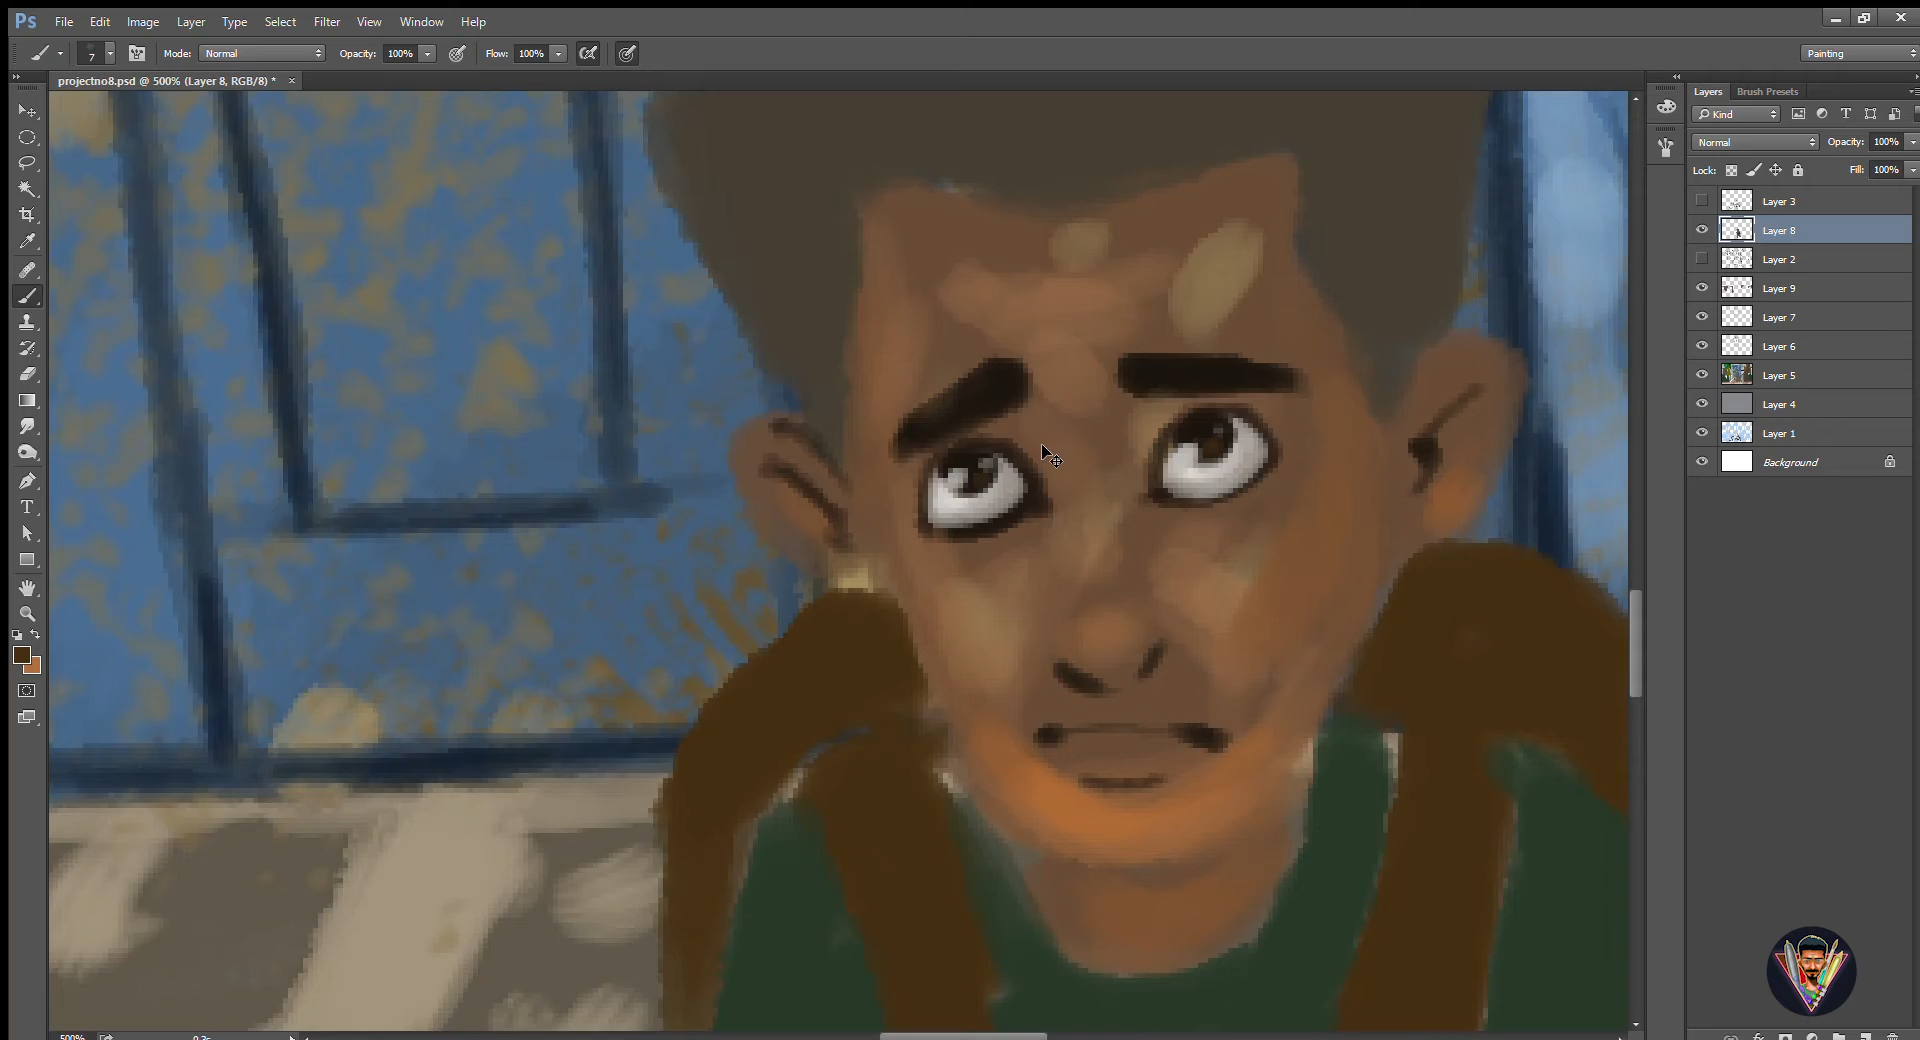 Ps File Edit Image Layer Type Select Filter View Window Help
7 Mode: Normal Opacity: 100% Flow: 100% Painting
projectno8.psd @ 500% (Layer 8, RGB/8) * ×
Layers Brush Presets
Kind
Normal Opacity: 100%
Lock: Fill: 100%
Layer 3
Layer 8
Layer 2
Layer 9
Layer 7
Layer 6
Layer 5
Layer 4
Layer 1
Background
500%